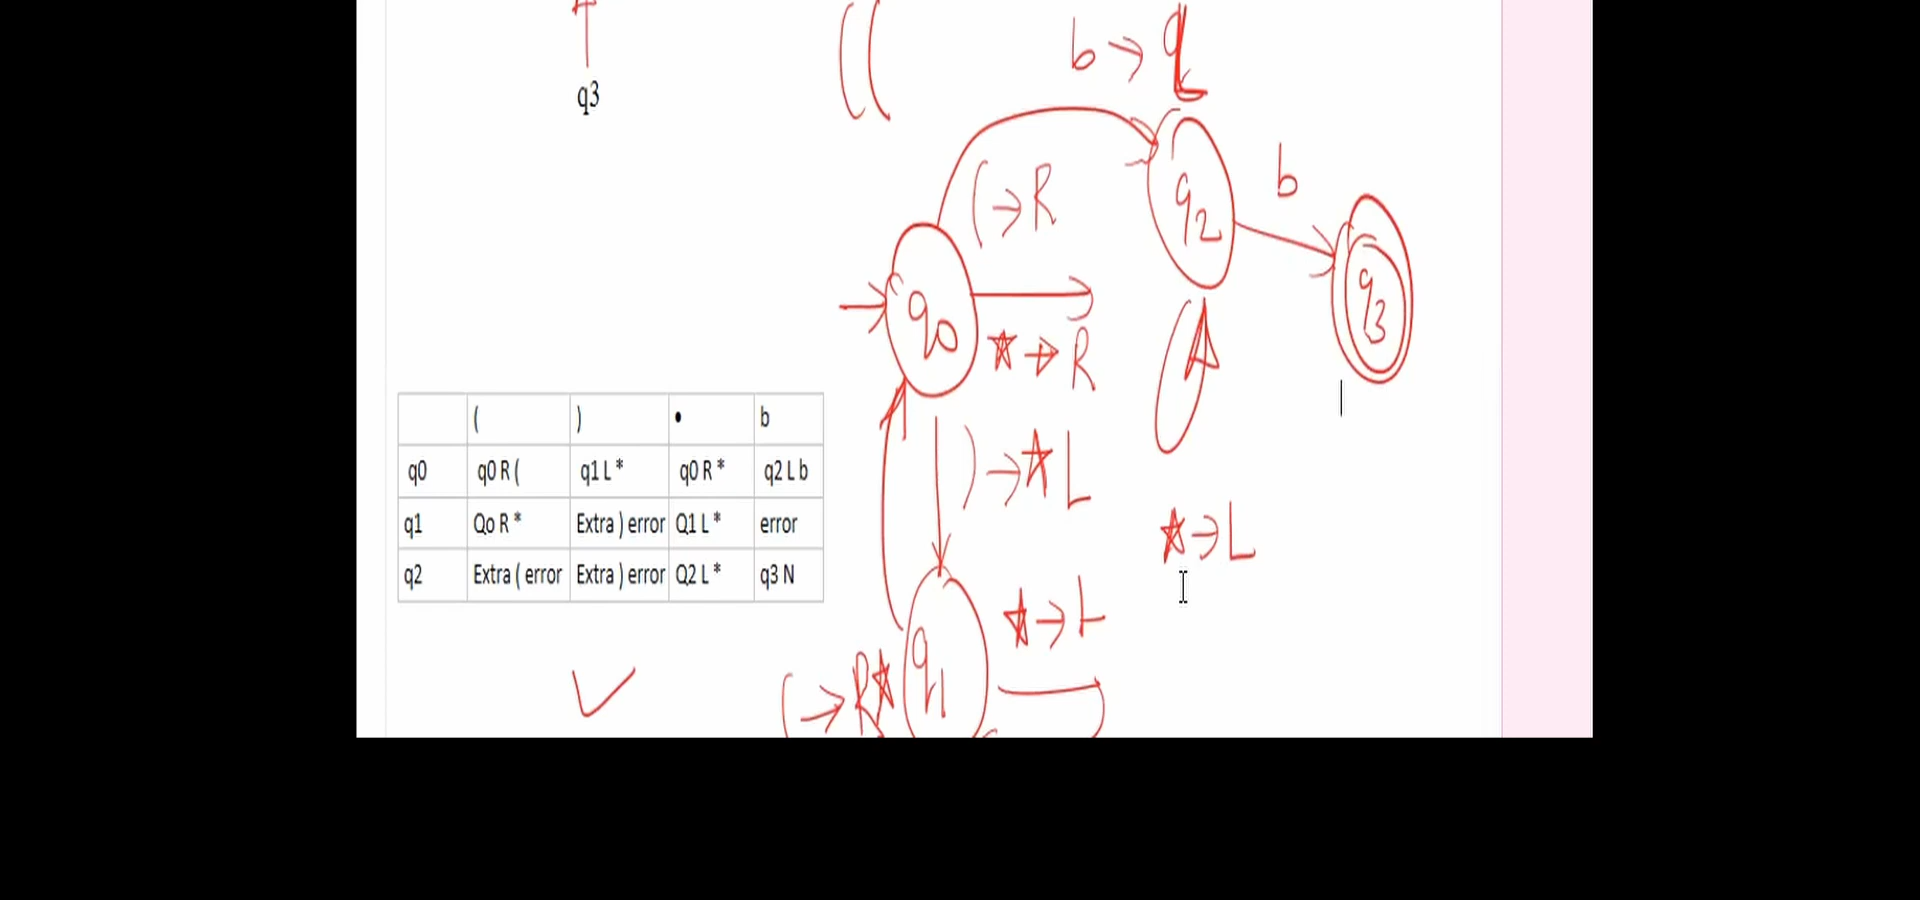 b → q L
q3
( → R
q2
b
q3
q0
★ → R
) → ★ L
( ) • b
q0 q0 R ( q1 L * q0 R * q2 L b
q1 Qo R * Extra ) error Q1 L * error
q2 Extra ( error Extra ) error Q2 L * q3 N
★ → L
★ → L
( → R ★
q1